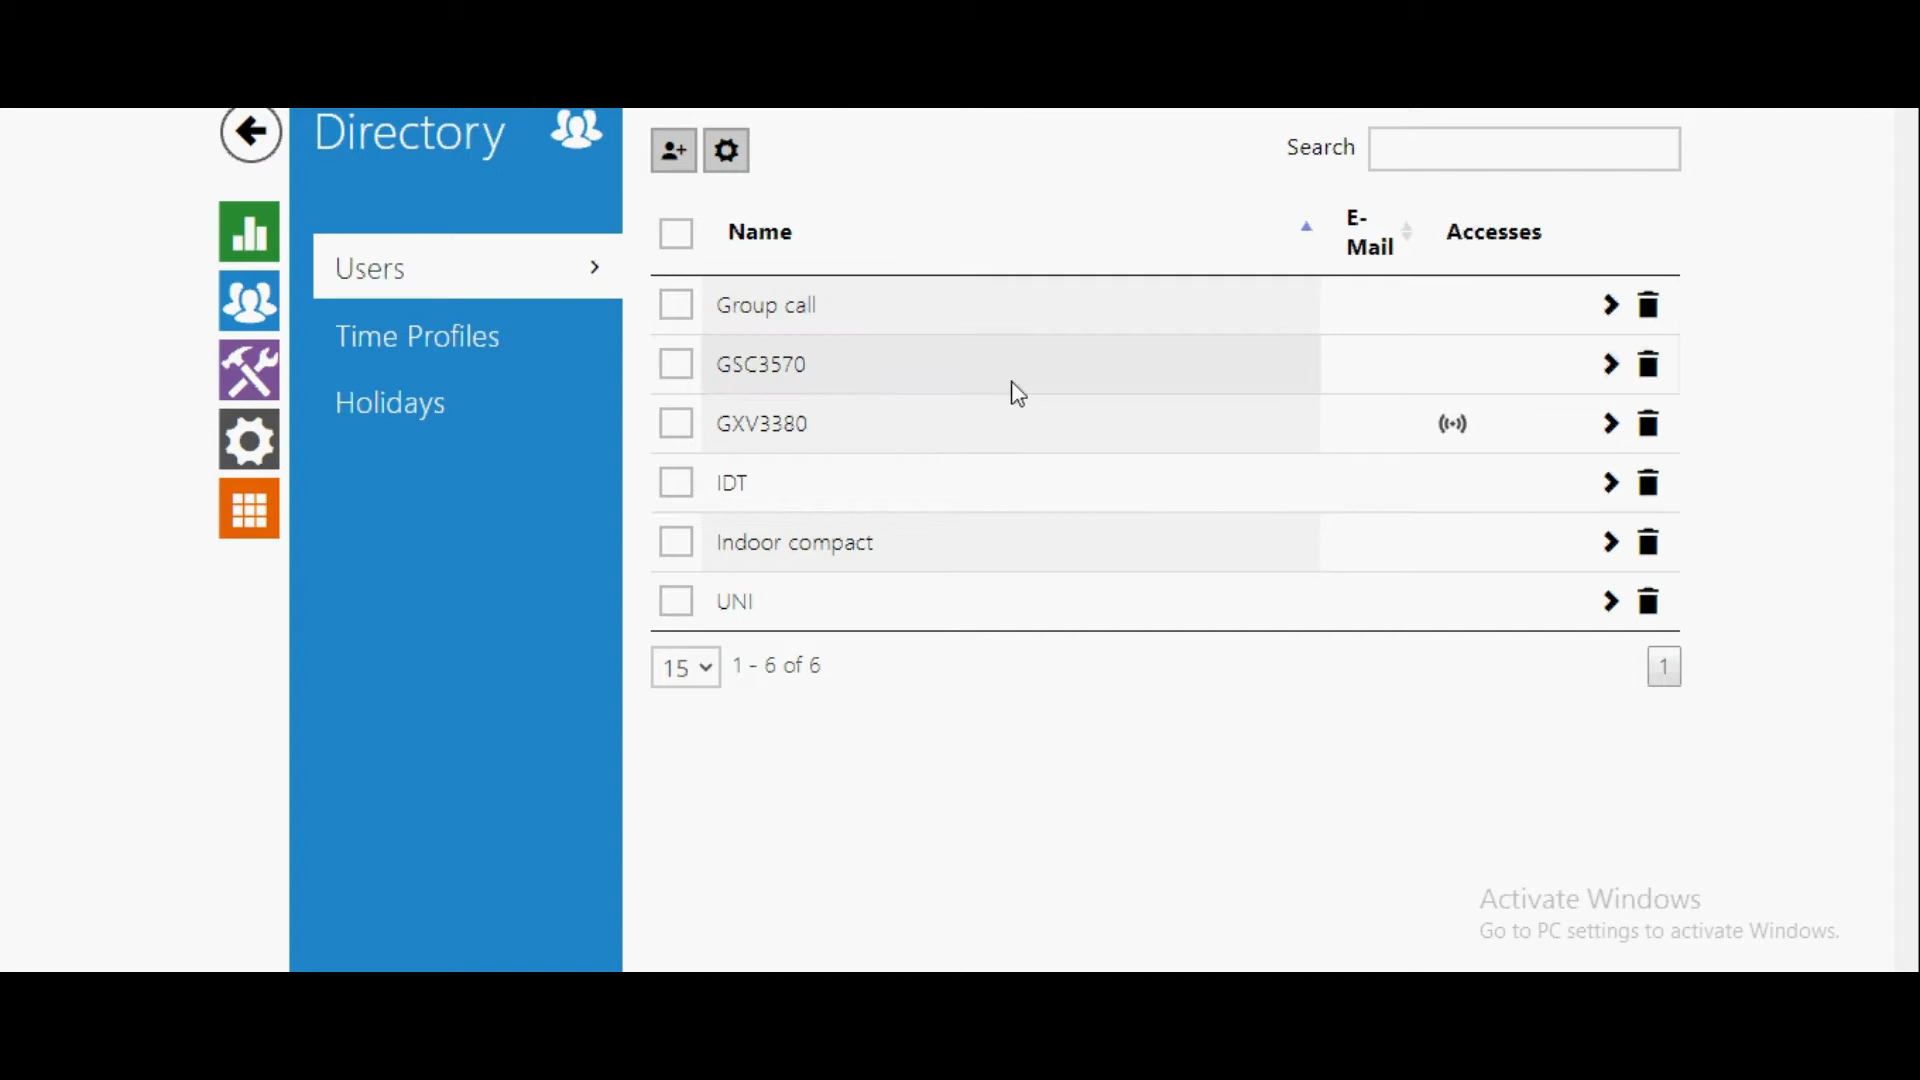 Directory
Users
Time Profiles
Holidays
Search
Name
E-
Mail
Accesses
Group call
GSC3570
GXV3380
IDT
Indoor compact
UNI
15
1 - 6 of 6
1
Activate Windows
Go to PC settings to activate Windows.